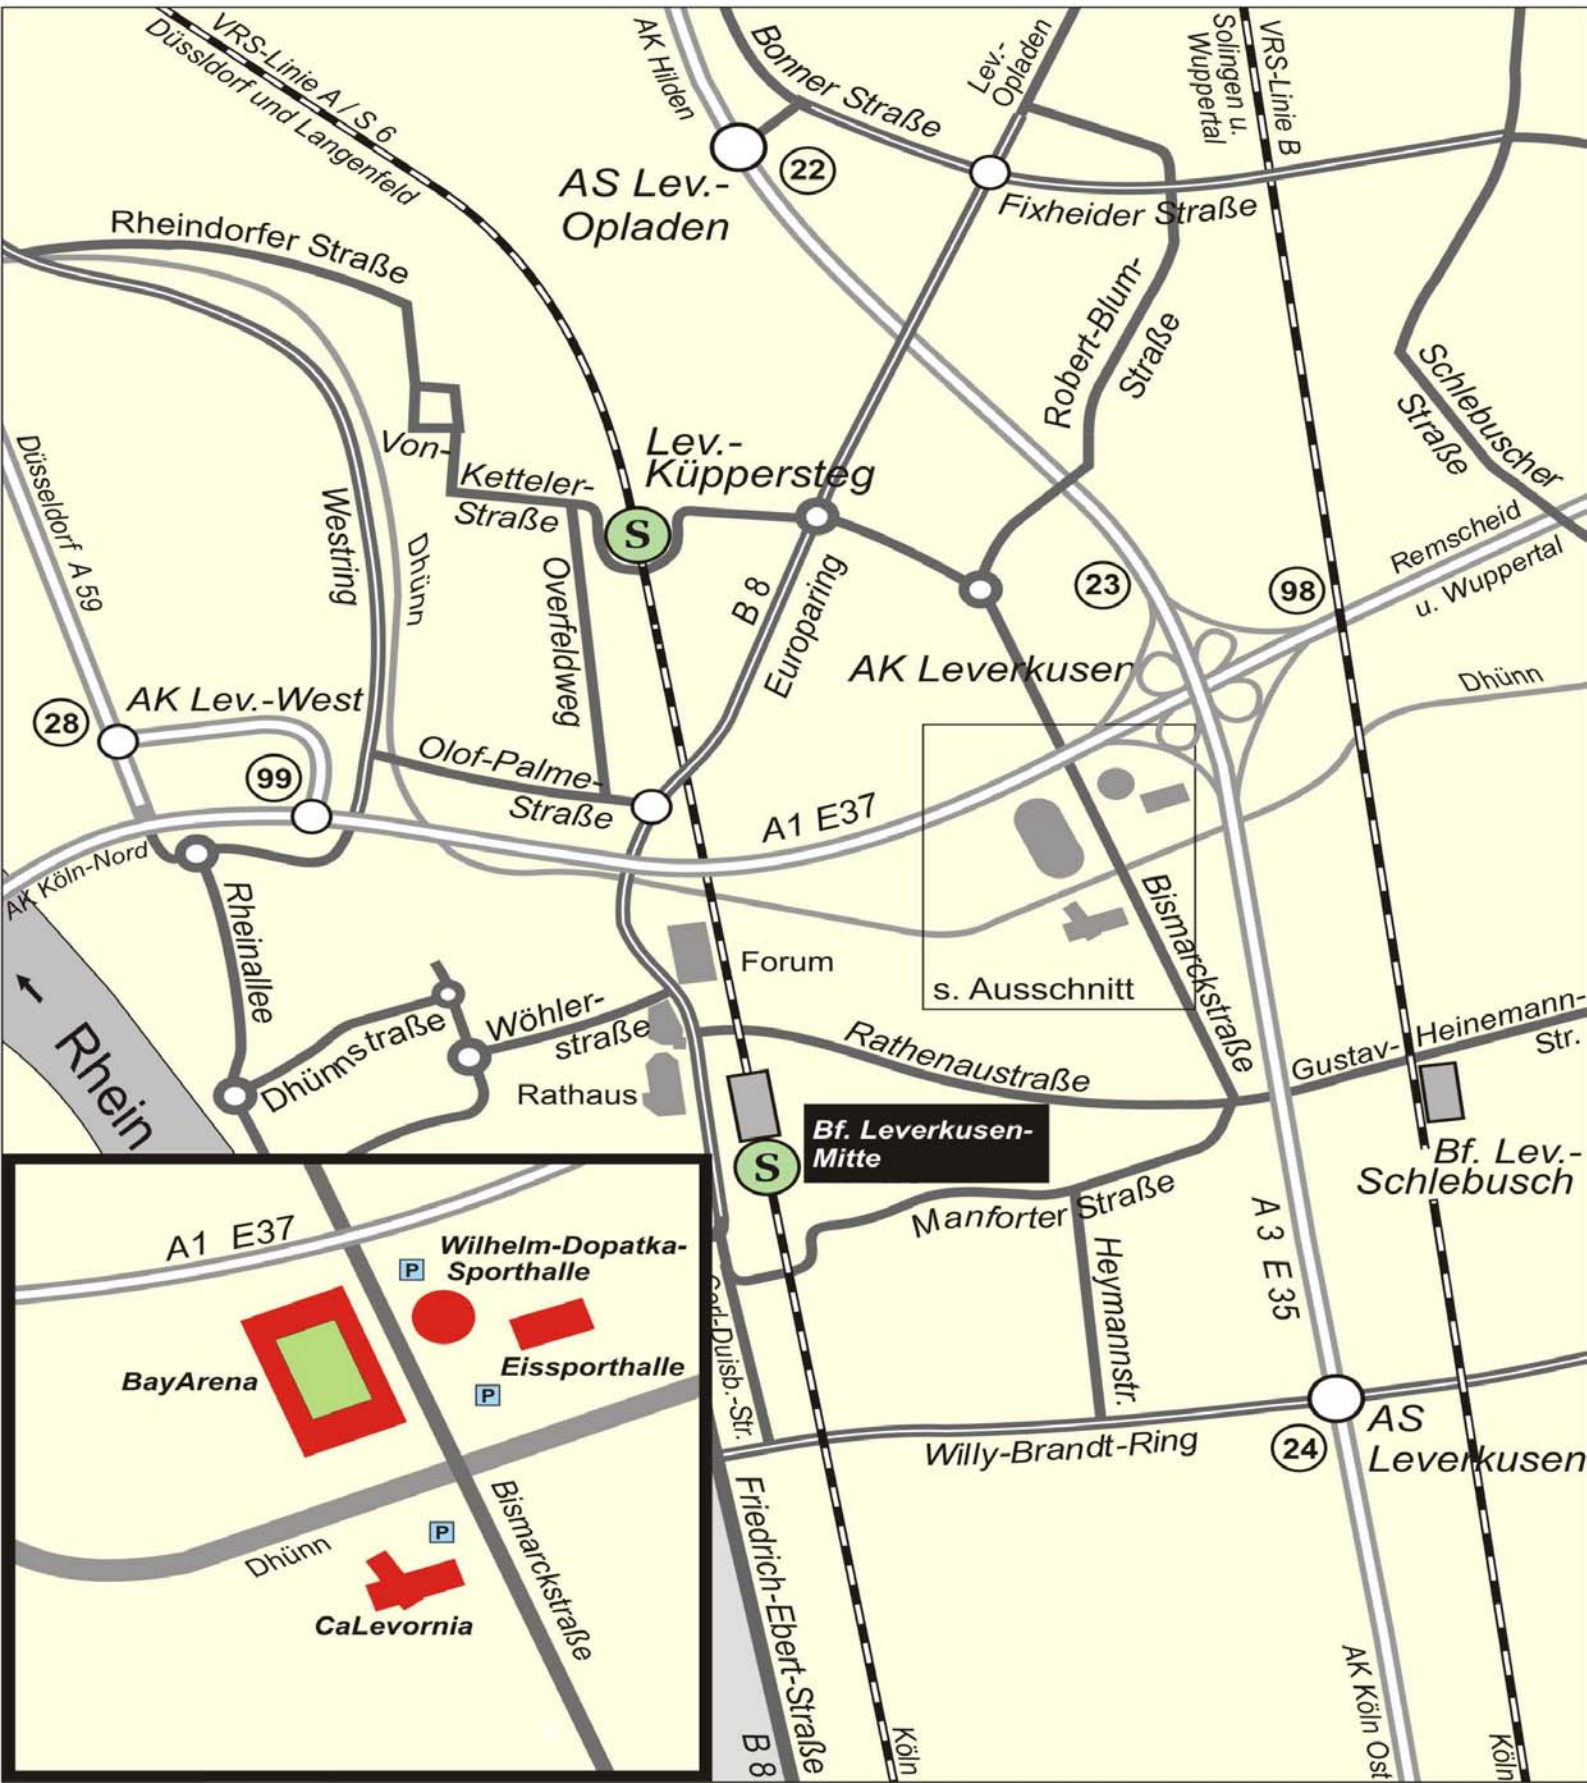 VRS-Linie A / S 6
Düssldorf und Langenfeld
AK Hilden
Bonner Straße
Lev.-
Opladen
Solingen u.
Wuppertal
VRS-Linie B
22
AS Lev.-
Opladen
Fixheider Straße
Rheindorfer Straße
Robert-Blum-
Straße
Schlebuscher
Straße
Von-
Ketteler-
Straße
Lev.-
Küppersteg
S
Düsseldorf A 59
Westring
Dhünn
Overfeldweg
B 8
Europaring
23
98
Remscheid
u. Wuppertal
AK Leverkusen
Dhünn
28
AK Lev.-West
99
Olof-Palme-
Straße
A1 E37
AK Köln-Nord
Rheinallee
Bismarckstraße
Forum
s. Ausschnitt
Rhein
Dhünnstraße
Wöhler-
straße
Rathaus
Rathenaustraße
Gustav-
Heinemann-
Str.
Bf. Leverkusen-
Mitte
S
Bf. Lev.-
Schlebusch
Manforter Straße
Heymannstr.
A 3 E 35
Carl-Duisb.-Str.
Willy-Brandt-Ring
24
AS
Leverkusen
Friedrich-Ebert-Straße
B 8
Köln
AK Köln Ost
Köln
A1 E37
P
Wilhelm-Dopatka-
Sporthalle
BayArena
Eissporthalle
P
Dhünn
P
Bismarckstraße
CaLevornia